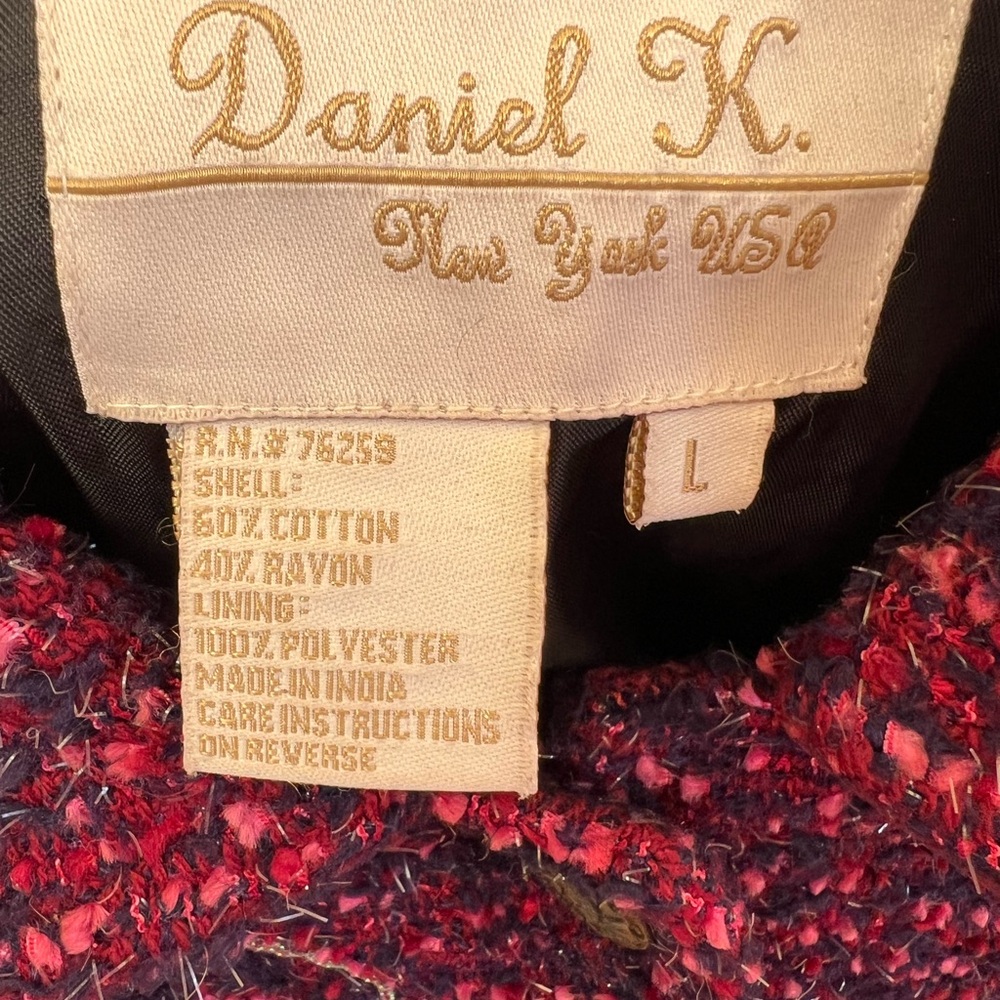 Daniel K.
New York USA
R.N.# 76259
SHELL:
60% COTTON
40% RAYON
LINING:
100% POLYESTER
MADE IN INDIA
CARE INSTRUCTIONS
ON REVERSE
L